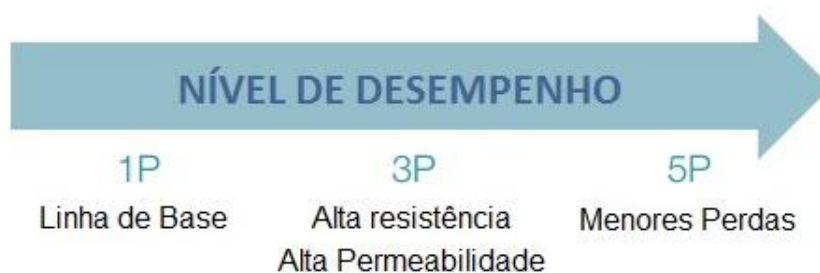 NÍVEL DE DESEMPENHO
1P
3P
5P
Linha de Base
Alta resistência
Menores Perdas
Alta Permeabilidade